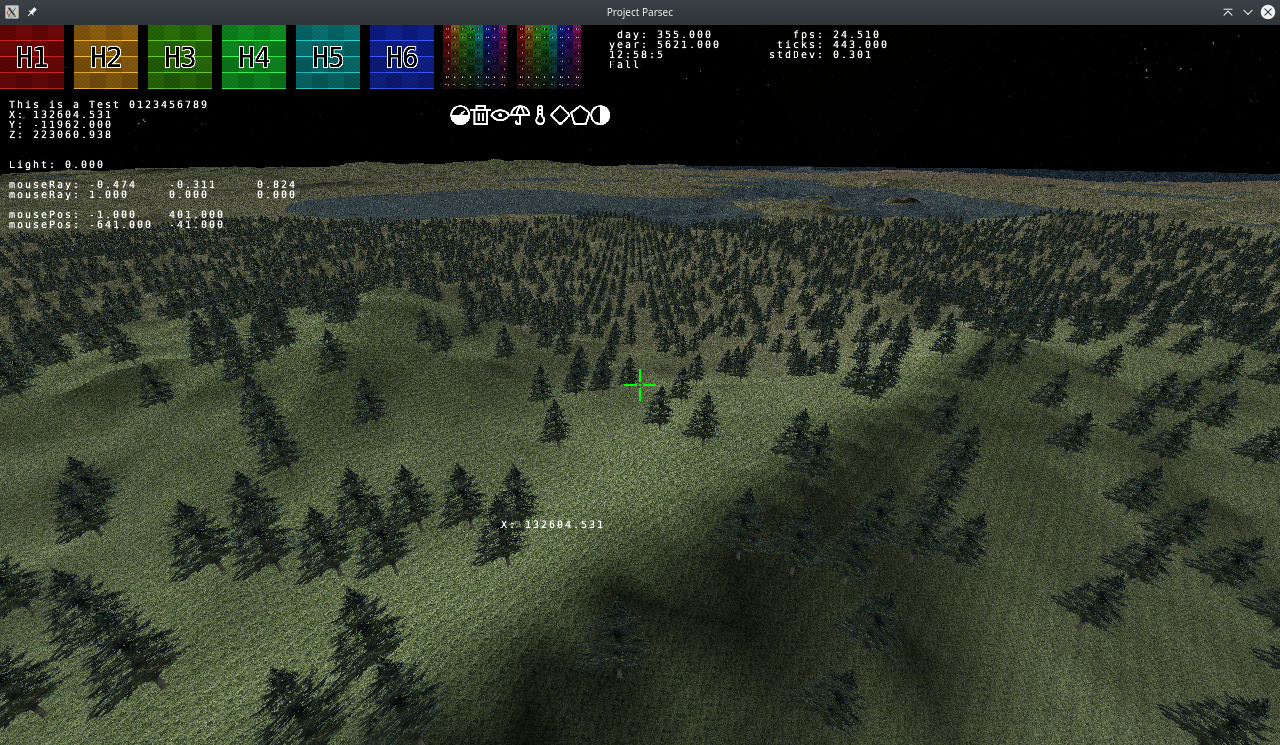 Project Parsec
H1 H2 H3 H4 H5 H6
day: 355.000
year: 5621.000
12:58:5
Fall
fps: 24.510
ticks: 443.000
stdDev: 0.301
This is a Test 0123456789
X: 132604.531
Y: -11962.000
Z: 223060.938
Light: 0.000
mouseRay: -0.474 -0.311 0.824
mouseRay: 1.000 0.000 0.000
mousePos: -1.000 401.000
mousePos: -641.000 -41.000
X: 132604.531